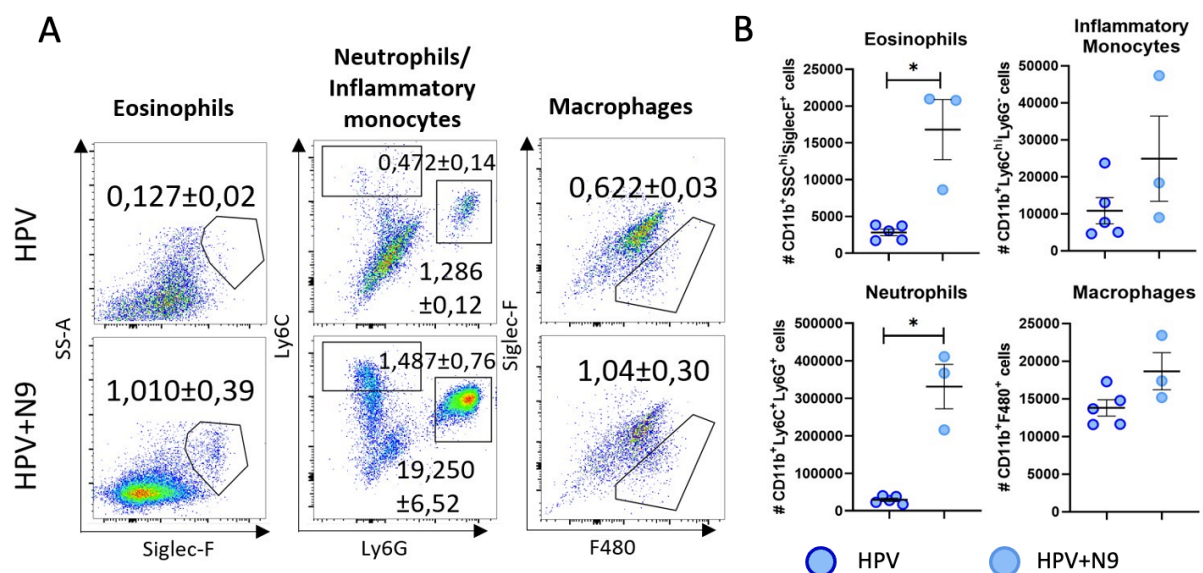 A
Eosinophils
Neutrophils/
Inflammatory
monocytes
Macrophages
HPV
0,127±0,02
0,472±0,14
1,286
±0,12
0,622±0,03
HPV+N9
1,010±0,39
1,487±0,76
19,250
±6,52
1,04±0,30
SS-A
Ly6C
Siglec-F
Siglec-F
Ly6G
F480
B
Eosinophils
# CD11b⁺SSCʰⁱSiglecF⁺ cells
25000
20000
15000
10000
5000
0
*
Inflammatory
Monocytes
# CD11b⁺Ly6CʰⁱLy6G⁻ cells
50000
40000
30000
20000
10000
0
Neutrophils
# CD11b⁺Ly6C⁺Ly6G⁺ cells
500000
400000
300000
200000
100000
0
*
Macrophages
# CD11b⁺F480⁺ cells
25000
20000
15000
10000
5000
0
HPV
HPV+N9